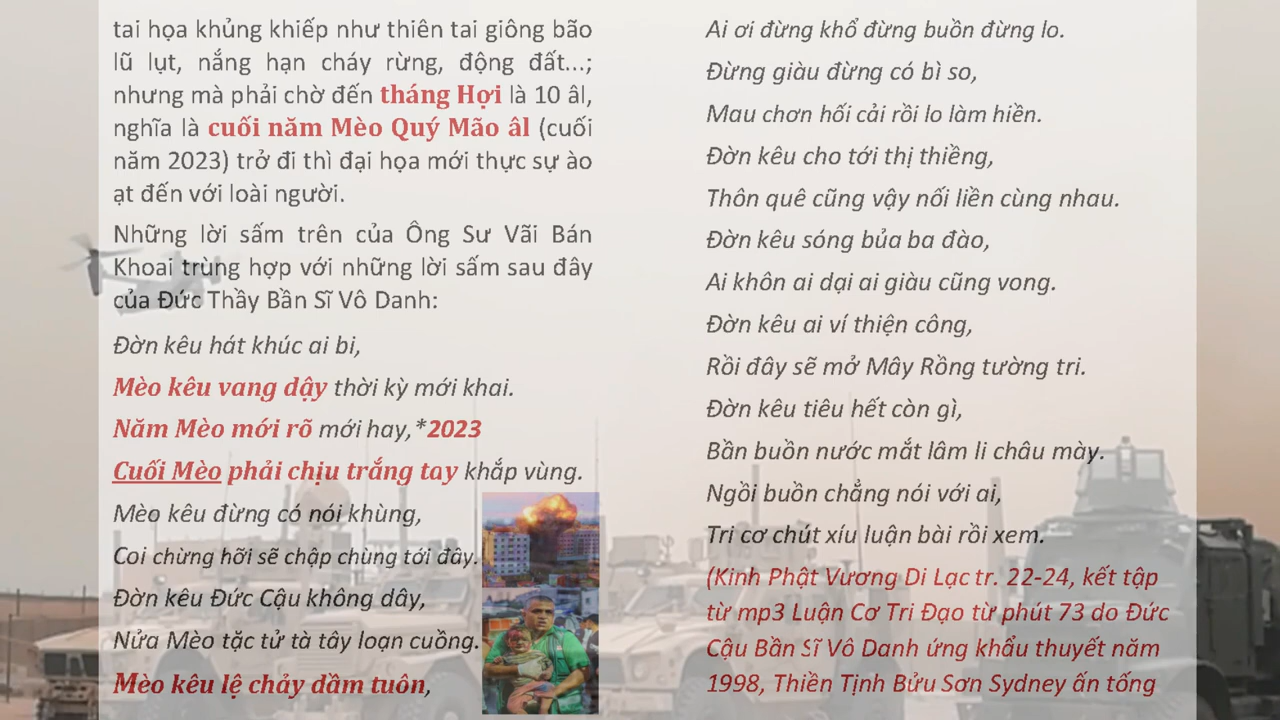 tai họa khủng khiếp như thiên tai giông bão
lũ lụt, nắng hạn cháy rừng, động đất...;
nhưng mà phải chờ đến tháng Hợi là 10 âl,
nghĩa là cuối năm Mèo Quý Mão âl (cuối
năm 2023) trở đi thì đại họa mới thực sự ào
ạt đến với loài người.
Những lời sấm trên của Ông Sư Vãi Bán
Khoai trùng hợp với những lời sấm sau đây
của Đức Thầy Bần Sĩ Vô Danh:
Đờn kêu hát khúc ai bi,
Mèo kêu vang dậy thời kỳ mới khai.
Năm Mèo mới rõ mới hay,*2023
Cuối Mèo phải chịu trắng tay khắp vùng.
Mèo kêu đừng có nói khùng,
Coi chừng hỡi sẽ chập chùng tới đây.
Đờn kêu Đức Cậu không dây,
Nửa Mèo tặc tử tà tây loạn cuồng.
Mèo kêu lệ chảy dầm tuôn,
Ai ơi đừng khổ đừng buồn đừng lo.
Đừng giàu đừng có bì so,
Mau chơn hối cải rồi lo làm hiền.
Đờn kêu cho tới thị thiềng,
Thôn quê cũng vậy nối liền cùng nhau.
Đờn kêu sóng bủa ba đào,
Ai khôn ai dại ai giàu cũng vong.
Đờn kêu ai ví thiện công,
Rồi đây sẽ mở Mây Rồng tường tri.
Đờn kêu tiêu hết còn gì,
Bần buồn nước mắt lâm li châu mày.
Ngồi buồn chẳng nói với ai,
Tri cơ chút xíu luận bài rồi xem.
(Kinh Phật Vương Di Lạc tr. 22-24, kết tập
từ mp3 Luận Cơ Tri Đạo từ phút 73 do Đức
Cậu Bần Sĩ Vô Danh ứng khẩu thuyết năm
1998, Thiền Tịnh Bửu Sơn Sydney ấn tống